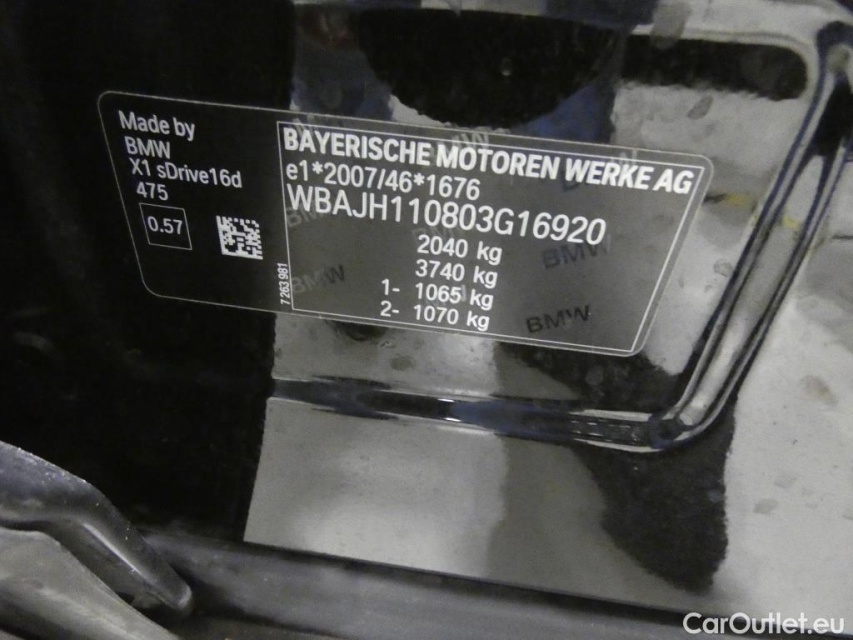 Made by
BMW
X1 sDrive16d
475
0.57
7 263 981
BAYERISCHE MOTOREN WERKE AG
e1*2007/46*1676
WBAJH110803G16920
2040 kg
3740 kg
1- 1065 kg
2- 1070 kg
BMW
BMW
BMW
CarOutlet.eu